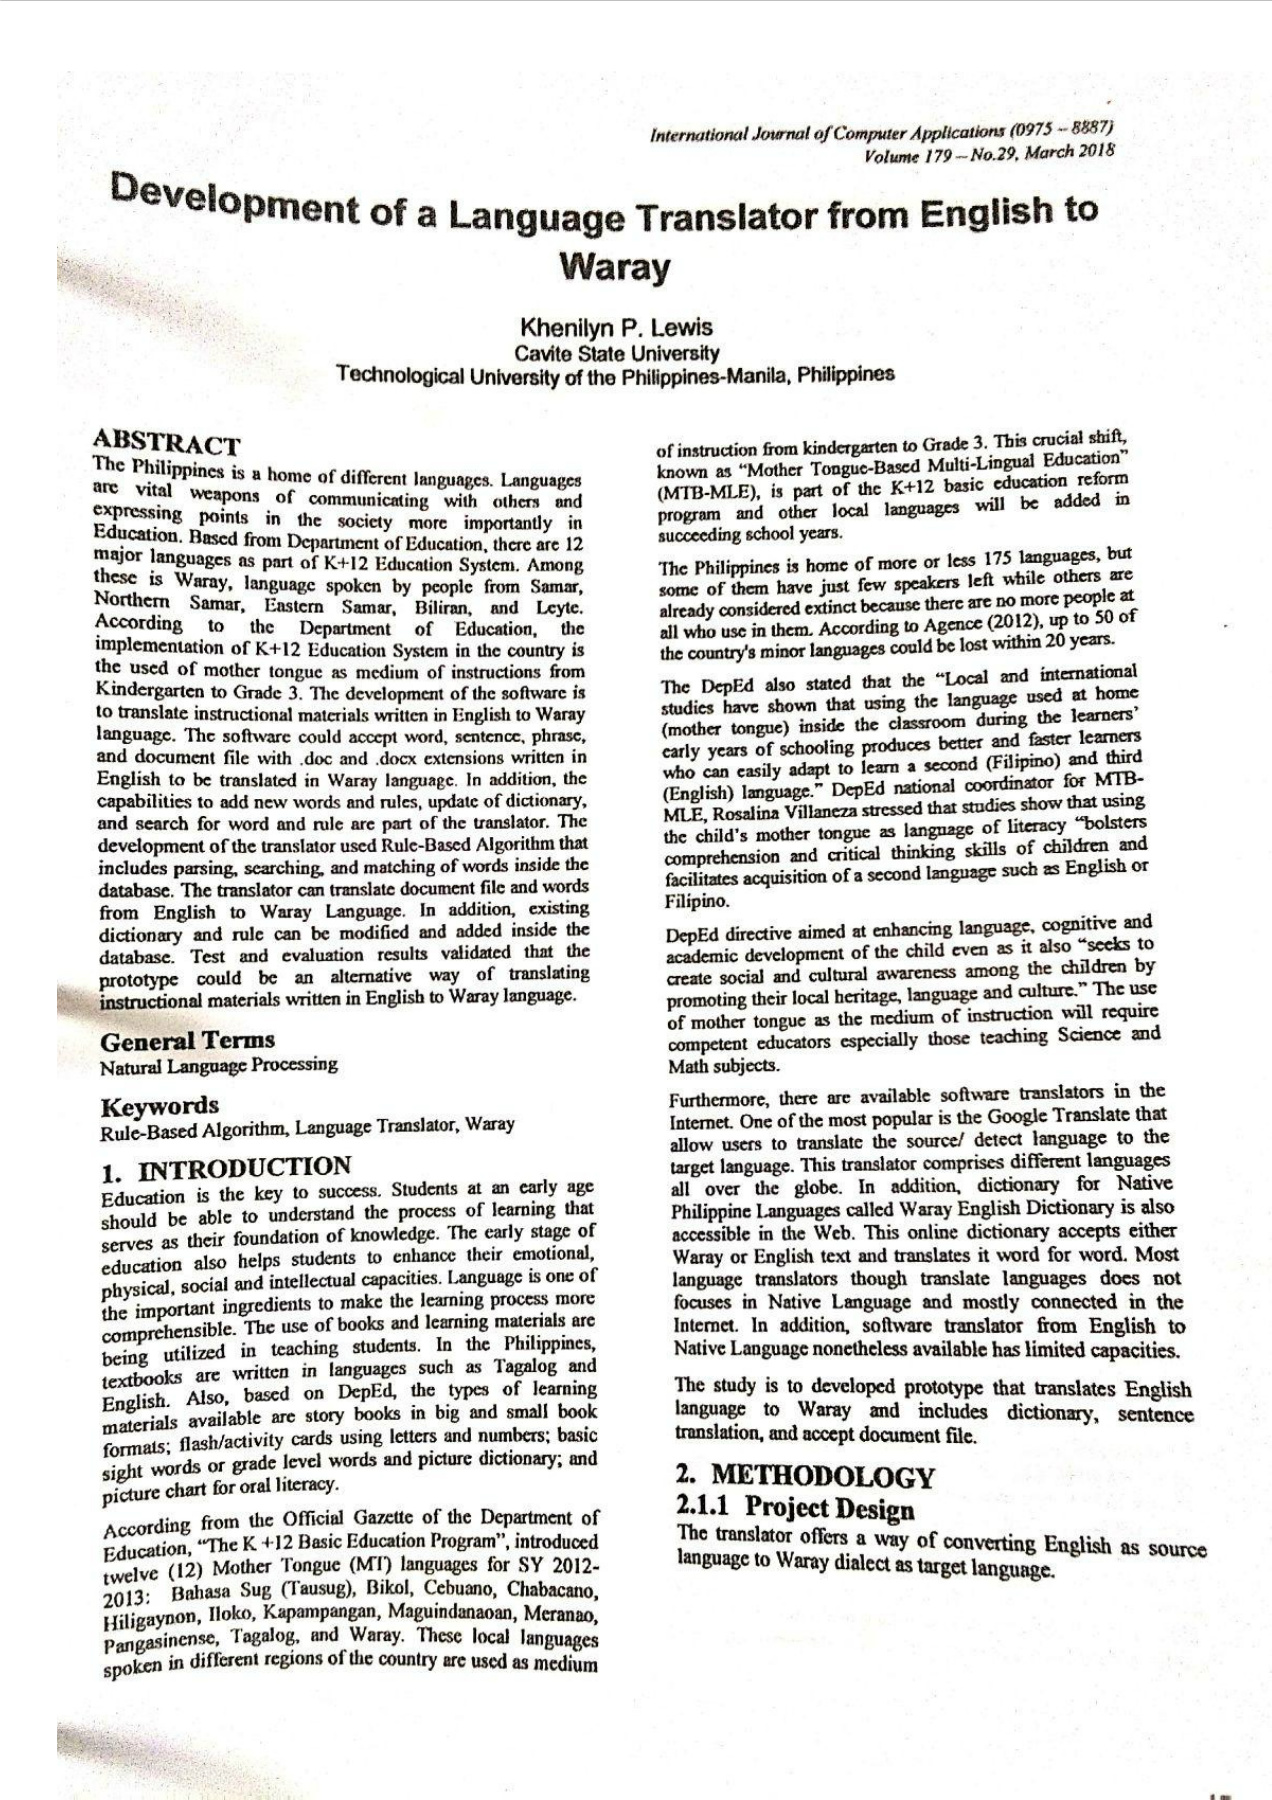 International Journal of Computer Applications (0975 – 8887)
Volume 179 – No.29, March 2018
Development of a Language Translator from English to
Waray
Khenilyn P. Lewis
Cavite State University
Technological University of the Philippines-Manila, Philippines
ABSTRACT
The Philippines is a home of different languages. Languages
are vital weapons of communicating with others and
expressing points in the society more importantly in
Education. Based from Department of Education, there are 12
major languages as part of K+12 Education System. Among
these is Waray, language spoken by people from Samar,
Northern Samar, Eastern Samar, Biliran, and Leyte.
According to the Department of Education, the
implementation of K+12 Education System in the country is
the used of mother tongue as medium of instructions from
Kindergarten to Grade 3. The development of the software is
to translate instructional materials written in English to Waray
language. The software could accept word, sentence, phrase,
and document file with .doc and .docx extensions written in
English to be translated in Waray language. In addition, the
capabilities to add new words and rules, update of dictionary,
and search for word and rule are part of the translator. The
development of the translator used Rule-Based Algorithm that
includes parsing, searching, and matching of words inside the
database. The translator can translate document file and words
from English to Waray Language. In addition, existing
dictionary and rule can be modified and added inside the
database. Test and evaluation results validated that the
prototype could be an alternative way of translating
instructional materials written in English to Waray language.
General Terms
Natural Language Processing
Keywords
Rule-Based Algorithm, Language Translator, Waray
1. INTRODUCTION
Education is the key to success. Students at an early age
should be able to understand the process of learning that
serves as their foundation of knowledge. The early stage of
education also helps students to enhance their emotional,
physical, social and intellectual capacities. Language is one of
the important ingredients to make the learning process more
comprehensible. The use of books and learning materials are
being utilized in teaching students. In the Philippines,
textbooks are written in languages such as Tagalog and
English. Also, based on DepEd, the types of learning
materials available are story books in big and small book
formats; flash/activity cards using letters and numbers; basic
sight words or grade level words and picture dictionary; and
picture chart for oral literacy.
According from the Official Gazette of the Department of
Education, “The K +12 Basic Education Program”, introduced
twelve (12) Mother Tongue (MT) languages for SY 2012-
2013: Bahasa Sug (Tausug), Bikol, Cebuano, Chabacano,
Hiligaynon, Iloko, Kapampangan, Maguindanaoan, Meranao,
Pangasinense, Tagalog, and Waray. These local languages
spoken in different regions of the country are used as medium
of instruction from kindergarten to Grade 3. This crucial shift,
known as “Mother Tongue-Based Multi-Lingual Education”
(MTB-MLE), is part of the K+12 basic education reform
program and other local languages will be added in
succeeding school years.
The Philippines is home of more or less 175 languages, but
some of them have just few speakers left while others are
already considered extinct because there are no more people at
all who use in them. According to Agence (2012), up to 50 of
the country's minor languages could be lost within 20 years.
The DepEd also stated that the “Local and international
studies have shown that using the language used at home
(mother tongue) inside the classroom during the learners’
early years of schooling produces better and faster learners
who can easily adapt to learn a second (Filipino) and third
(English) language.” DepEd national coordinator for MTB-
MLE, Rosalina Villaneza stressed that studies show that using
the child’s mother tongue as language of literacy “bolsters
comprehension and critical thinking skills of children and
facilitates acquisition of a second language such as English or
Filipino.
DepEd directive aimed at enhancing language, cognitive and
academic development of the child even as it also “seeks to
create social and cultural awareness among the children by
promoting their local heritage, language and culture.” The use
of mother tongue as the medium of instruction will require
competent educators especially those teaching Science and
Math subjects.
Furthermore, there are available software translators in the
Internet. One of the most popular is the Google Translate that
allow users to translate the source/ detect language to the
target language. This translator comprises different languages
all over the globe. In addition, dictionary for Native
Philippine Languages called Waray English Dictionary is also
accessible in the Web. This online dictionary accepts either
Waray or English text and translates it word for word. Most
language translators though translate languages does not
focuses in Native Language and mostly connected in the
Internet. In addition, software translator from English to
Native Language nonetheless available has limited capacities.
The study is to developed prototype that translates English
language to Waray and includes dictionary, sentence
translation, and accept document file.
2. METHODOLOGY
2.1.1 Project Design
The translator offers a way of converting English as source
language to Waray dialect as target language.